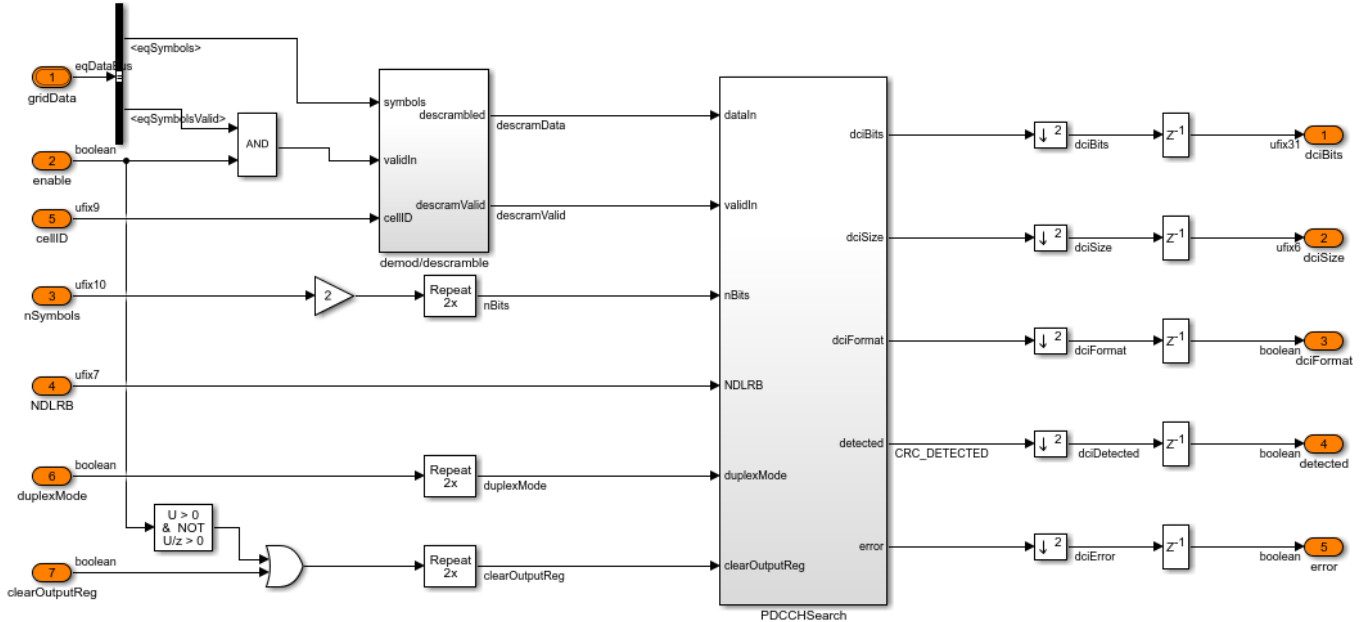 1
gridData
eqDataBus
<eqSymbols>
<eqSymbolsValid>
2
enable
boolean
AND
5
cellID
ufix9
symbols
validIn
cellID
descrambled
descramValid
demod/descramble
descramData
descramValid
3
nSymbols
ufix10
2
Repeat
2x
nBits
4
NDLRB
ufix7
6
duplexMode
boolean
Repeat
2x
duplexMode
U > 0
& NOT
U/z > 0
7
clearOutputReg
boolean
Repeat
2x
clearOutputReg
dataIn
validIn
nBits
NDLRB
duplexMode
clearOutputReg
dciBits
dciSize
dciFormat
detected
error
PDCCHSearch
CRC_DETECTED
↓ 2
dciBits
Z-1
ufix31
1
dciBits
↓ 2
dciSize
Z-1
ufix6
2
dciSize
↓ 2
dciFormat
Z-1
boolean
3
dciFormat
↓ 2
dciDetected
Z-1
boolean
4
detected
↓ 2
dciError
Z-1
boolean
5
error